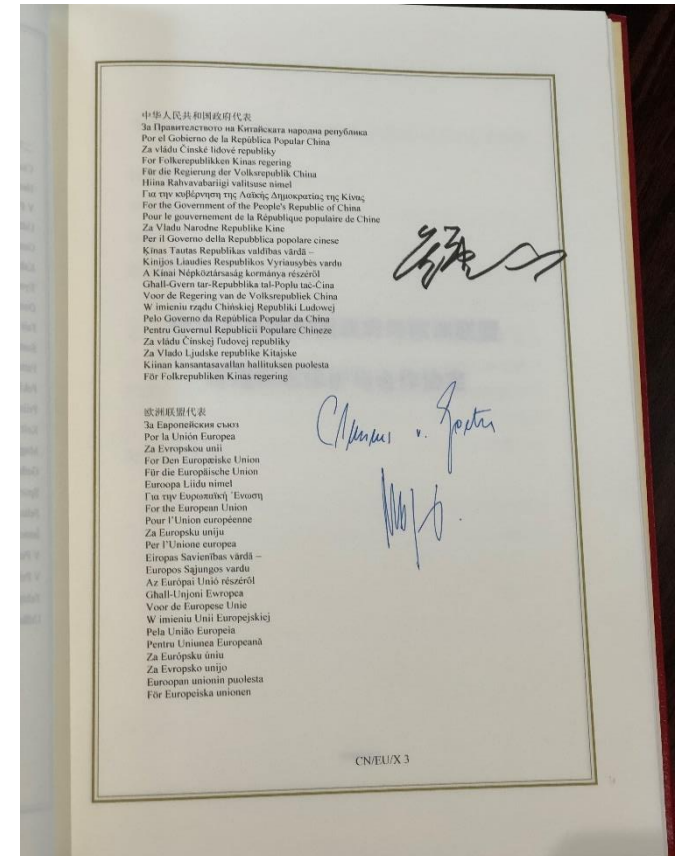 中华人民共和国政府代表
За Правителството на Китайската народна република
Por el Gobierno de la República Popular China
Za vládu Čínské lidové republiky
For Folkerepublikken Kinas regering
Für die Regierung der Volksrepublik China
Hiina Rahvavabariigi valitsuse nimel
Για την κυβέρνηση της Λαϊκής Δημοκρατίας της Κίνας
For the Government of the People's Republic of China
Pour le gouvernement de la République populaire de Chine
Za Vladu Narodne Republike Kine
Per il Governo della Repubblica popolare cinese
Ķīnas Tautas Republikas valdības vārdā –
Kinijos Liaudies Respublikos Vyriausybės vardu
A Kínai Népköztársaság kormánya részéről
Għall-Gvern tar-Repubblika tal-Poplu taċ-Ċina
Voor de Regering van de Volksrepubliek China
W imieniu rządu Chińskiej Republiki Ludowej
Pelo Governo da República Popular da China
Pentru Guvernul Republicii Populare Chineze
Za vládu Čínskej ľudovej republiky
Za Vlado Ljudske republike Kitajske
Kiinan kansantasavallan hallituksen puolesta
För Folkrepubliken Kinas regering
欧洲联盟代表
За Европейския съюз
Por la Unión Europea
Za Evropskou unii
For Den Europæiske Union
Für die Europäische Union
Euroopa Liidu nimel
Για την Ευρωπαϊκή Ένωση
For the European Union
Pour l'Union européenne
Za Europsku uniju
Per l'Unione europea
Eiropas Savienības vārdā –
Europos Sąjungos vardu
Az Európai Unió részéről
Għall-Unjoni Ewropea
Voor de Europese Unie
W imieniu Unii Europejskiej
Pela União Europeia
Pentru Uniunea Europeană
Za Európsku úniu
Za Evropsko unijo
Euroopan unionin puolesta
För Europeiska unionen
CN/EU/X 3